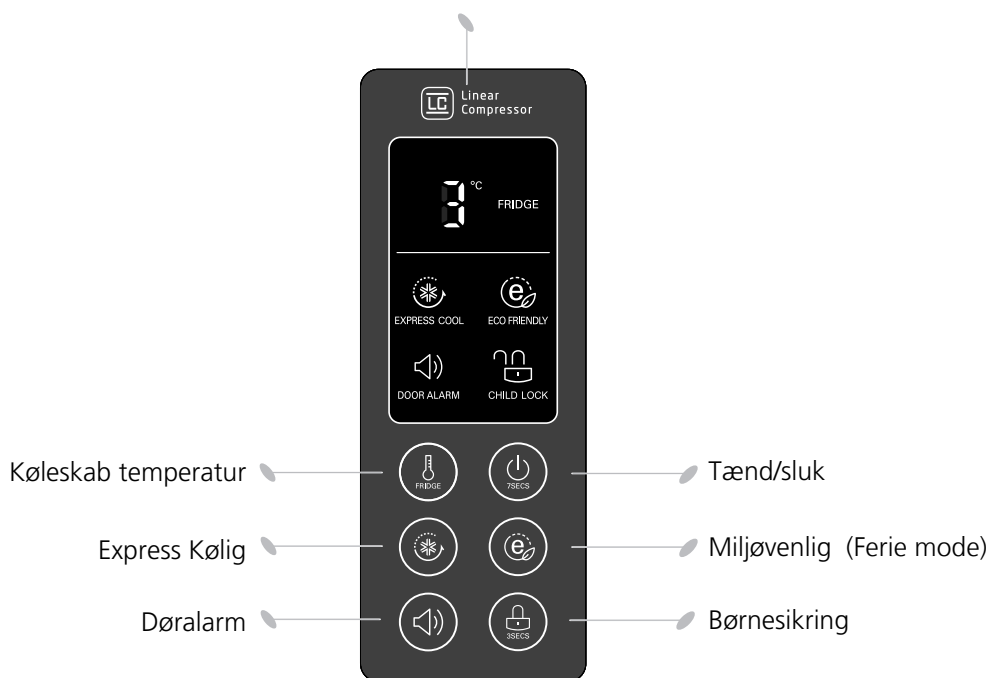 LC Linear
Compressor
3 °C FRIDGE
EXPRESS COOL e ECO FRIENDLY
DOOR ALARM CHILD LOCK
Køleskab temperatur FRIDGE 7SECS Tænd/sluk
Express Kølig e Miljøvenlig (Ferie mode)
Døralarm 3SECS Børnesikring